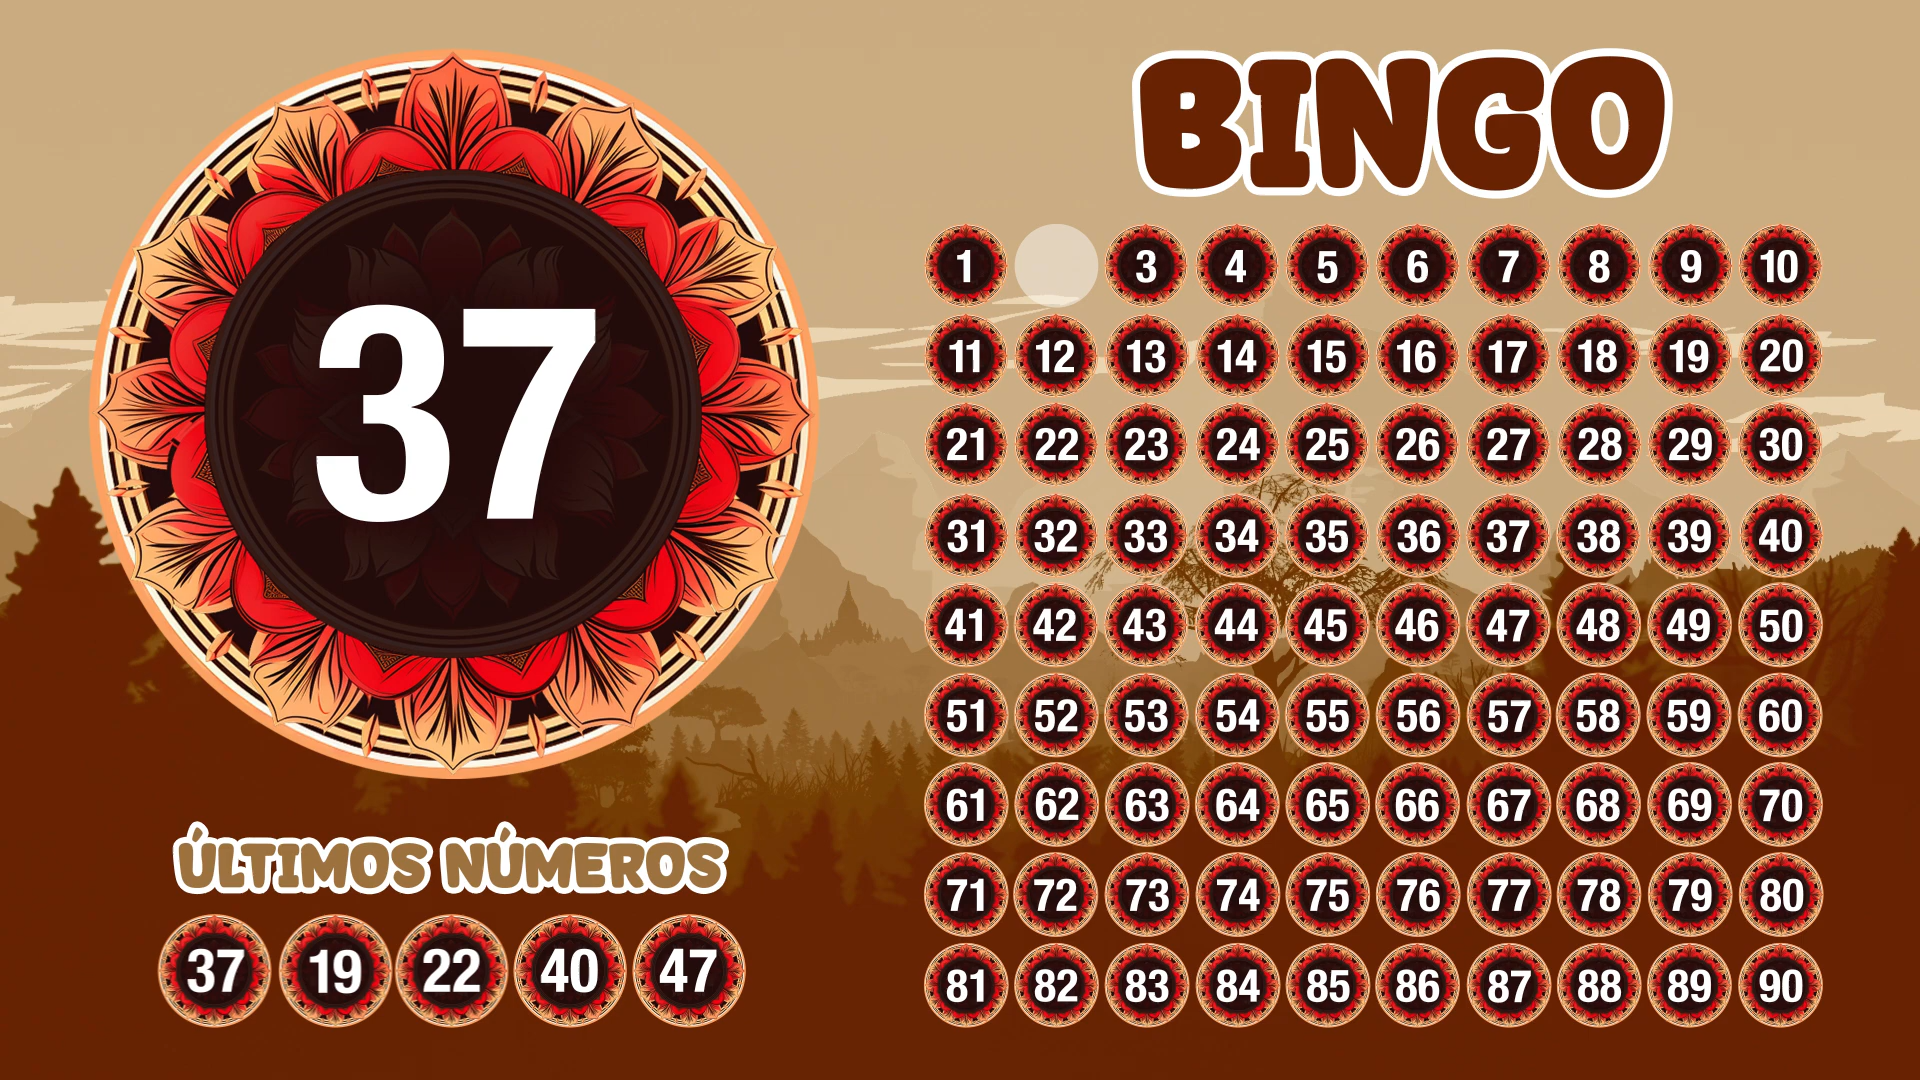 37
ÚLTIMOS NÚMEROS
37 19 22 40 47
BINGO
1 3 4 5 6 7 8 9 10
11 12 13 14 15 16 17 18 19 20
21 22 23 24 25 26 27 28 29 30
31 32 33 34 35 36 37 38 39 40
41 42 43 44 45 46 47 48 49 50
51 52 53 54 55 56 57 58 59 60
61 62 63 64 65 66 67 68 69 70
71 72 73 74 75 76 77 78 79 80
81 82 83 84 85 86 87 88 89 90